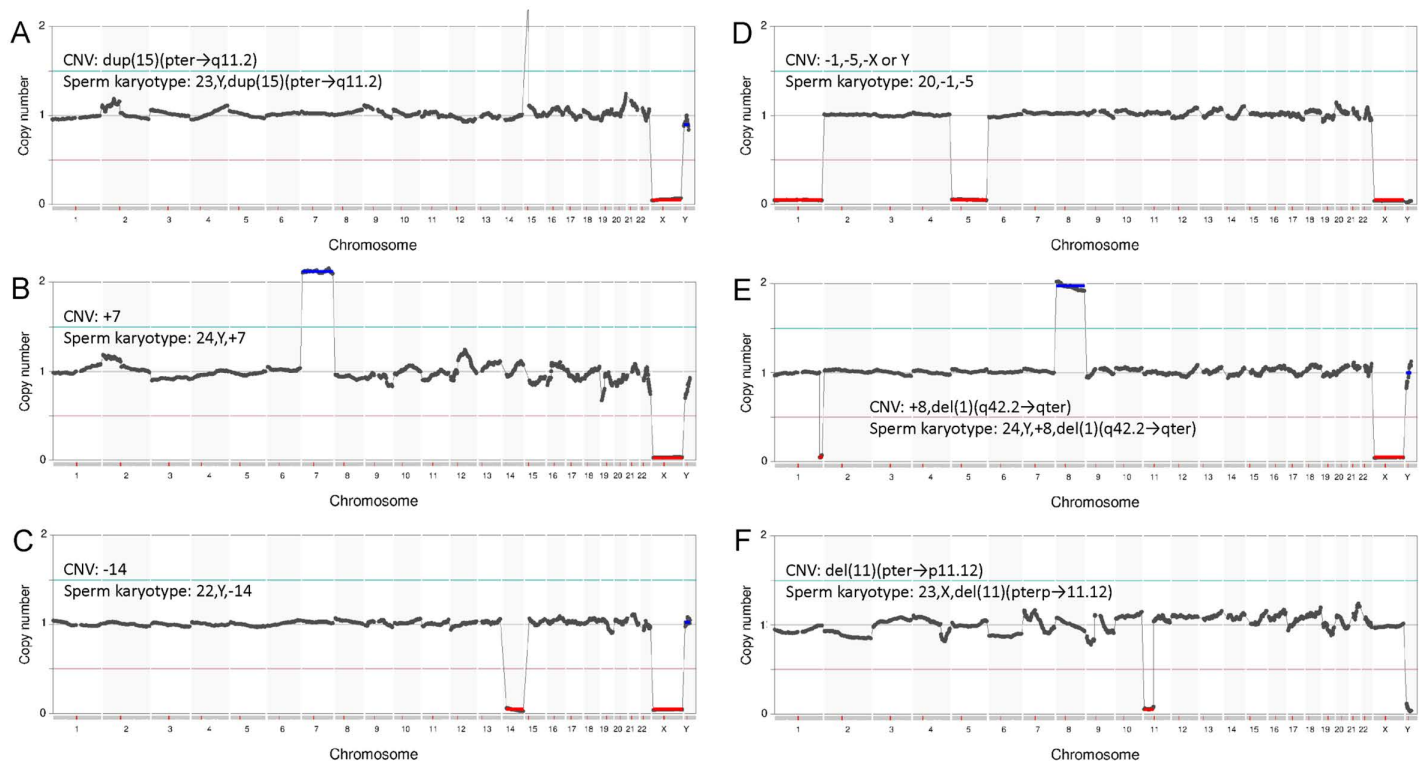 A
2
CNV: dup(15)(pter→q11.2)
Sperm karyotype: 23,Y,dup(15)(pter→q11.2)
1
0
Copy number
1 2 3 4 5 6 7 8 9 10 11 12 13 14 15 16 17 18 19 20 21 22 X Y
Chromosome
B
2
CNV: +7
Sperm karyotype: 24,Y,+7
1
0
Copy number
1 2 3 4 5 6 7 8 9 10 11 12 13 14 15 16 17 18 19 20 21 22 X Y
Chromosome
C
2
CNV: -14
Sperm karyotype: 22,Y,-14
1
0
Copy number
1 2 3 4 5 6 7 8 9 10 11 12 13 14 15 16 17 18 19 20 21 22 X Y
Chromosome
D
2
CNV: -1,-5,-X or Y
Sperm karyotype: 20,-1,-5
1
0
Copy number
1 2 3 4 5 6 7 8 9 10 11 12 13 14 15 16 17 18 19 20 21 22 X Y
Chromosome
E
2
1
CNV: +8,del(1)(q42.2→qter)
Sperm karyotype: 24,Y,+8,del(1)(q42.2→qter)
0
Copy number
1 2 3 4 5 6 7 8 9 10 11 12 13 14 15 16 17 18 19 20 21 22 X Y
Chromosome
F
2
CNV: del(11)(pter→p11.12)
Sperm karyotype: 23,X,del(11)(pterp→11.12)
1
0
Copy number
1 2 3 4 5 6 7 8 9 10 11 12 13 14 15 16 17 18 19 20 21 22 X Y
Chromosome